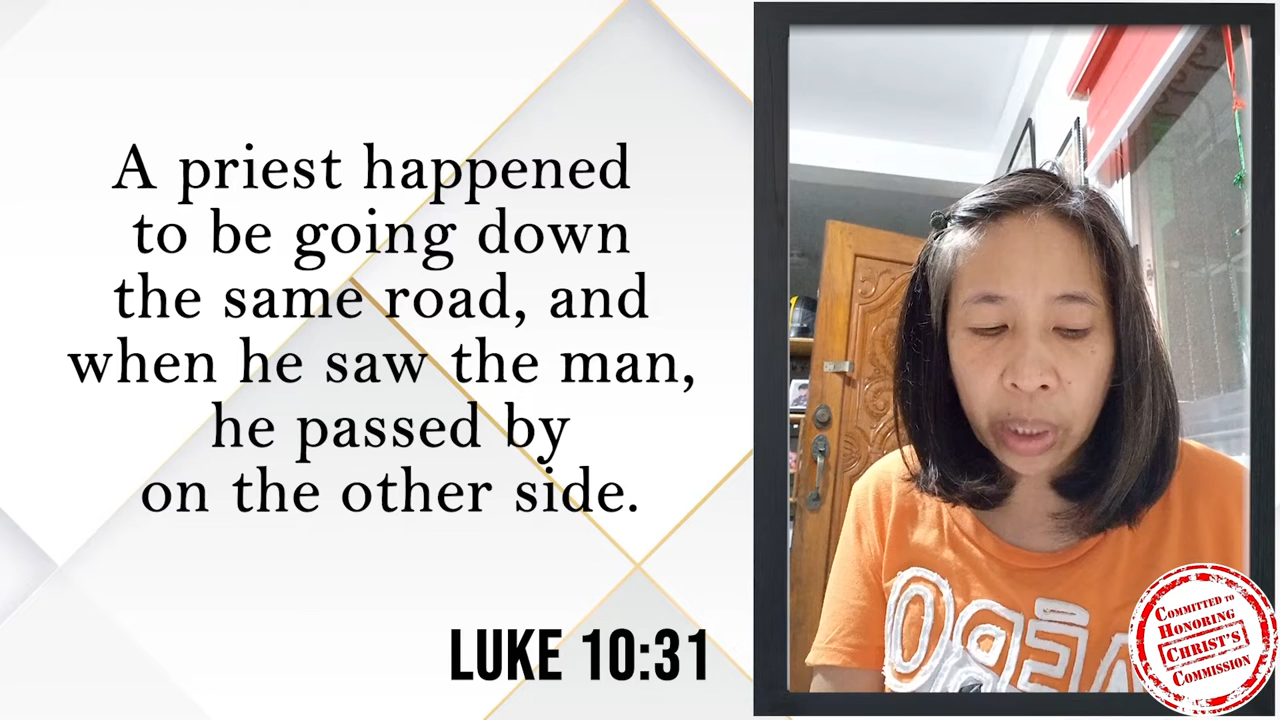 A priest happened
to be going down
the same road, and
when he saw the man,
he passed by
on the other side.
LUKE 10:31
COMMITTED TO
HONORING
CHRIST'S
COMMISSION